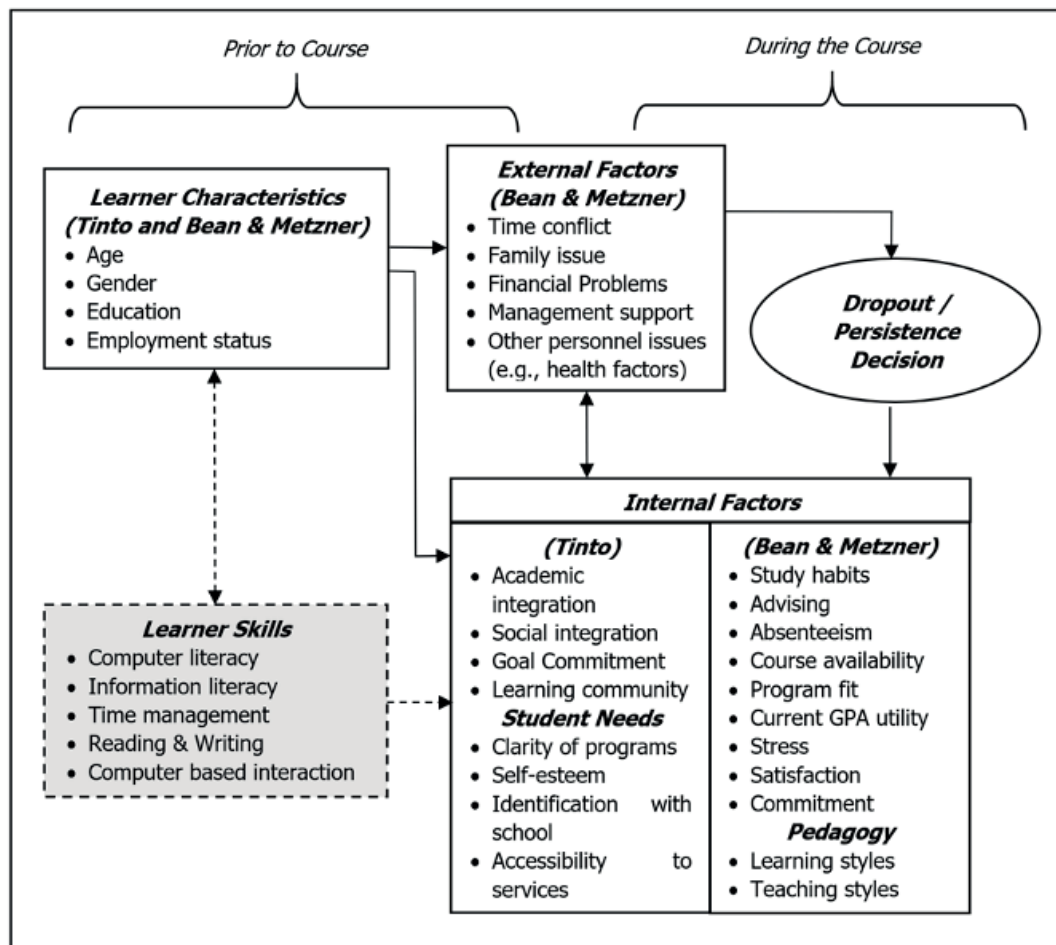 Prior to Course
During the Course
Learner Characteristics
(Tinto and Bean & Metzner)
• Age
• Gender
• Education
• Employment status
External Factors
(Bean & Metzner)
• Time conflict
• Family issue
• Financial Problems
• Management support
• Other personnel issues
(e.g., health factors)
Dropout /
Persistence
Decision
Learner Skills
• Computer literacy
• Information literacy
• Time management
• Reading & Writing
• Computer based interaction
Internal Factors
(Tinto)
• Academic
integration
• Social integration
• Goal Commitment
• Learning community
Student Needs
• Clarity of programs
• Self-esteem
• Identification with
school
• Accessibility to
services
(Bean & Metzner)
• Study habits
• Advising
• Absenteeism
• Course availability
• Program fit
• Current GPA utility
• Stress
• Satisfaction
• Commitment
Pedagogy
• Learning styles
• Teaching styles